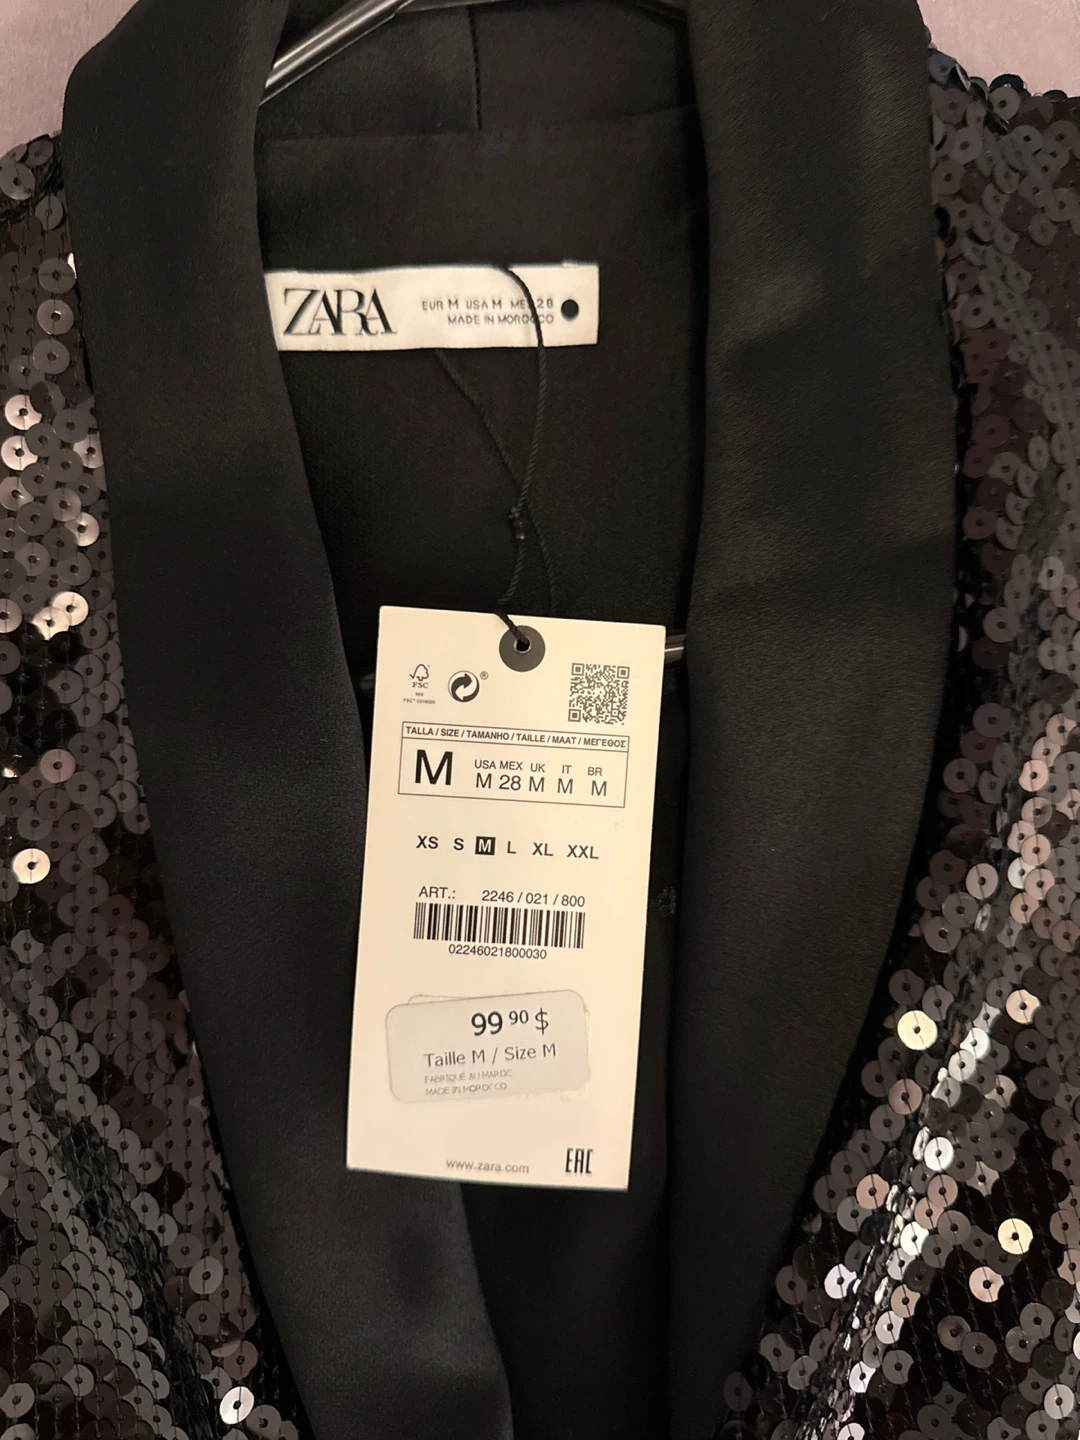 ZARA
EUR M USA M MEX 28
MADE IN MOROCCO
FSC
MIX
®
TALLA / SIZE / TAMANHO / TAILLE / MAAT / ΜΕΓΕΘΟΣ
M
USA MEX UK IT BR
M 28 M M M
XS S M L XL XXL
ART.: 2246 / 021 / 800
02246021800030
99 90 $
Taille M / Size M
FABRIQUÉ AU MAROC
MADE IN MOROCCO
www.zara.com
EAC